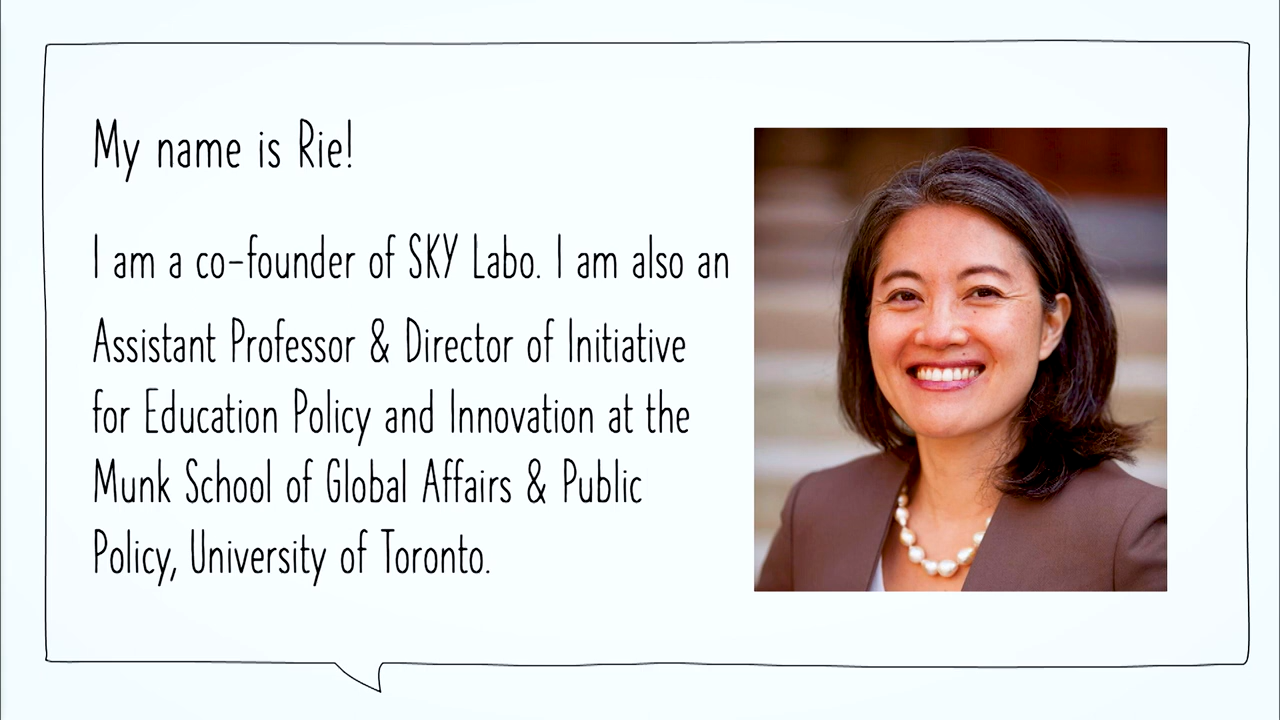 My name is Rie!
I am a co-founder of SKY Labo. I am also an
Assistant Professor & Director of Initiative
for Education Policy and Innovation at the
Munk School of Global Affairs & Public
Policy, University of Toronto.